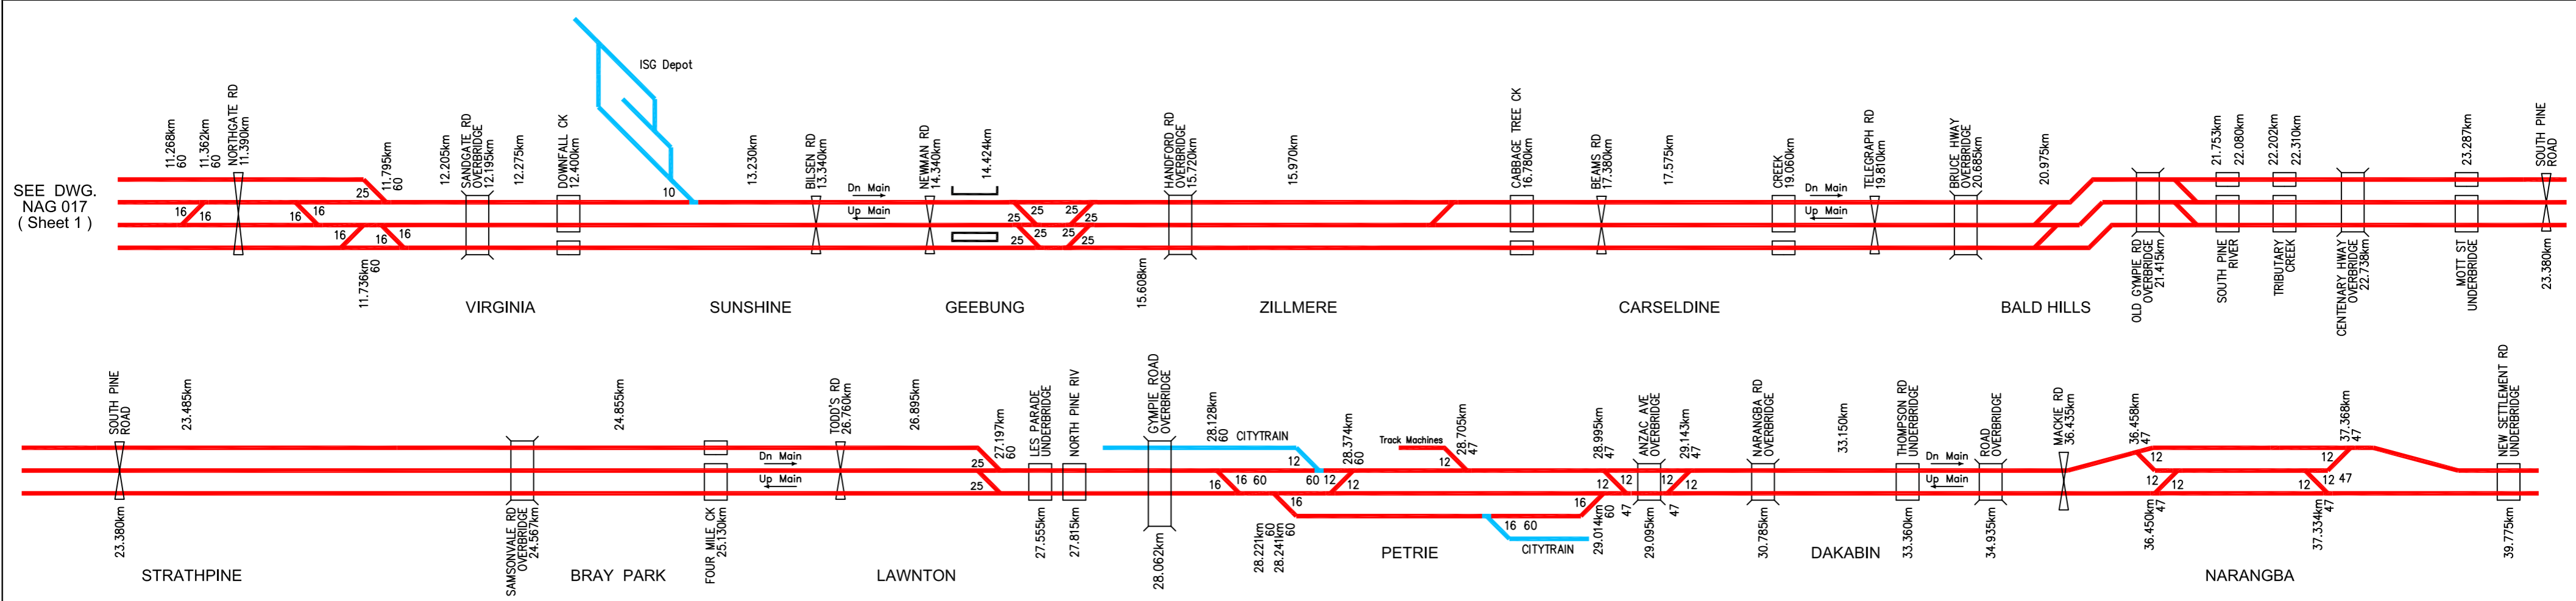 SEE DWG.
NAG 017
( Sheet 1 )
11.268km
60
11.362km
60
NORTHGATE RD
11.390km
11.795km
60
12.205km
SANDGATE RD
OVERBRIDGE
12.195km
12.275km
DOWNFALL CK
12.400km
ISG Depot
13.230km
BILSEN RD
13.340km
Dn Main
Up Main
NEWMAN RD
14.340km
14.424km
HANDFORD RD
OVERBRIDGE
15.720km
15.970km
CABBAGE TREE CK
16.780km
BEAMS RD
17.380km
17.575km
CREEK
19.060km
Dn Main
Up Main
TELEGRAPH RD
19.810km
BRUCE HWAY
OVERBRIDGE
20.685km
20.975km
21.753km
22.080km
22.202km
22.310km
23.287km
SOUTH PINE
ROAD
16
16
16
16
25
16
16
16
10
25
25
25
25
25
25
25
25
11.736km
60
15.608km
OLD GYMPIE RD
OVERBRIDGE
21.415km
SOUTH PINE
RIVER
TRIBUTARY
CREEK
CENTENARY HWAY
OVERBRIDGE
22.738km
MOTT ST
UNDERBRIDGE
23.380km
VIRGINIA
SUNSHINE
GEEBUNG
ZILLMERE
CARSELDINE
BALD HILLS
SOUTH PINE
ROAD
23.485km
24.855km
TODD'S RD
26.760km
26.895km
27.197km
60
LES PARADE
UNDERBRIDGE
NORTH PINE RIV
GYMPIE ROAD
OVERBRIDGE
28.128km
60
CITYTRAIN
28.374km
60
Track Machines
28.705km
47
28.995km
47
ANZAC AVE
OVERBRIDGE
29.143km
47
NARANGBA RD
OVERBRIDGE
33.150km
THOMPSON RD
UNDERBRIDGE
Dn Main
Up Main
ROAD
OVERBRIDGE
MACKIE RD
36.435km
36.458km
47
37.368km
47
NEW SETTLEMENT RD
UNDERBRIDGE
Dn Main
Up Main
25
25
12
16
16 60
60 12
12
12
16
16
12
12
12
12
16 60
12
12
12
12
12
12 47
23.380km
SAMSONVALE RD
OVERBRIDGE
24.567km
FOUR MILE CK
25.130km
27.555km
27.815km
28.062km
28.221km
60
28.241km
60
CITYTRAIN
29.014km
60
47
29.095km
30.785km
33.360km
34.935km
36.450km
47
37.334km
47
39.775km
STRATHPINE
BRAY PARK
LAWNTON
PETRIE
DAKABIN
NARANGBA